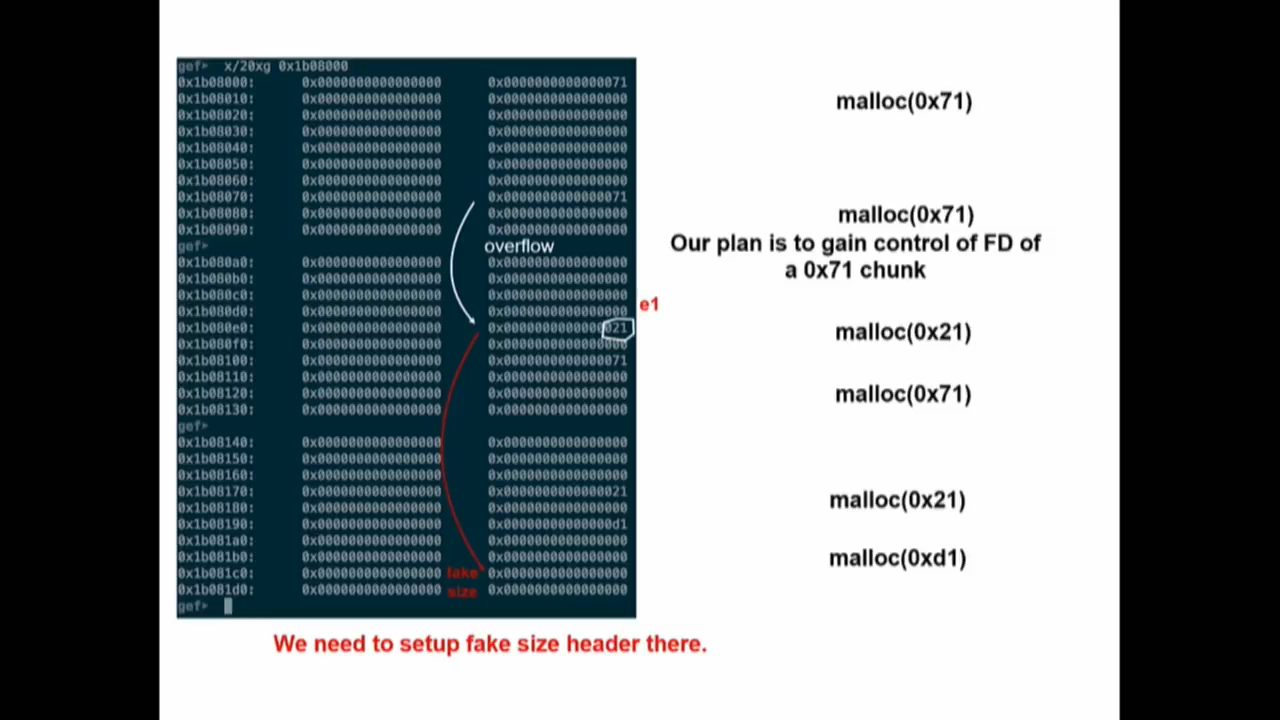 gef> x/20xg 0x1b08000
0x1b08000: 0x0000000000000000 0x0000000000000071
0x1b08010: 0x0000000000000000 0x0000000000000000
0x1b08020: 0x0000000000000000 0x0000000000000000
0x1b08030: 0x0000000000000000 0x0000000000000000
0x1b08040: 0x0000000000000000 0x0000000000000000
0x1b08050: 0x0000000000000000 0x0000000000000000
0x1b08060: 0x0000000000000000 0x0000000000000000
0x1b08070: 0x0000000000000000 0x0000000000000071
0x1b08080: 0x0000000000000000 0x0000000000000000
0x1b08090: 0x0000000000000000 0x0000000000000000
gef> overflow
0x1b080a0: 0x0000000000000000 0x0000000000000000
0x1b080b0: 0x0000000000000000 0x0000000000000000
0x1b080c0: 0x0000000000000000 0x0000000000000000
0x1b080d0: 0x0000000000000000 0x0000000000000000
0x1b080e0: 0x0000000000000000 0x0000000000000021
0x1b080f0: 0x0000000000000000 0x0000000000000000
0x1b08100: 0x0000000000000000 0x0000000000000071
0x1b08110: 0x0000000000000000 0x0000000000000000
0x1b08120: 0x0000000000000000 0x0000000000000000
0x1b08130: 0x0000000000000000 0x0000000000000000
gef>
0x1b08140: 0x0000000000000000 0x0000000000000000
0x1b08150: 0x0000000000000000 0x0000000000000000
0x1b08160: 0x0000000000000000 0x0000000000000000
0x1b08170: 0x0000000000000000 0x0000000000000021
0x1b08180: 0x0000000000000000 0x0000000000000000
0x1b08190: 0x0000000000000000 0x00000000000000d1
0x1b081a0: 0x0000000000000000 0x0000000000000000
0x1b081b0: 0x0000000000000000 0x0000000000000000
0x1b081c0: 0x0000000000000000 fake 0x0000000000000000
0x1b081d0: 0x0000000000000000 size 0x0000000000000000
gef>
malloc(0x71)
malloc(0x71)
Our plan is to gain control of FD of
a 0x71 chunk
e1
malloc(0x21)
malloc(0x71)
malloc(0x21)
malloc(0xd1)
We need to setup fake size header there.